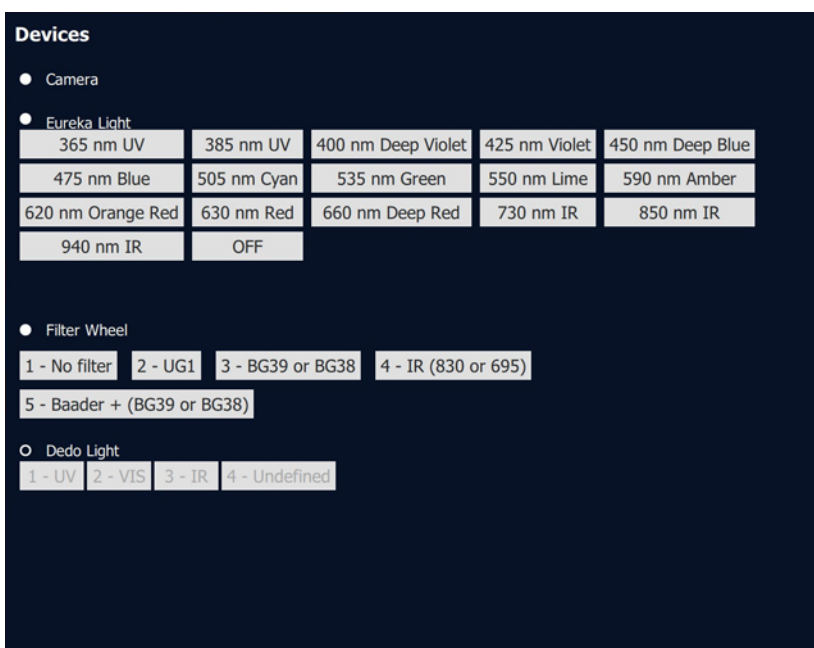 Devices
Camera
Eureka Light
365 nm UV 385 nm UV 400 nm Deep Violet 425 nm Violet 450 nm Deep Blue
475 nm Blue 505 nm Cyan 535 nm Green 550 nm Lime 590 nm Amber
620 nm Orange Red 630 nm Red 660 nm Deep Red 730 nm IR 850 nm IR
940 nm IR OFF
Filter Wheel
1 - No filter 2 - UG1 3 - BG39 or BG38 4 - IR (830 or 695)
5 - Baader + (BG39 or BG38)
Dedo Light
1 - UV 2 - VIS 3 - IR 4 - Undefined